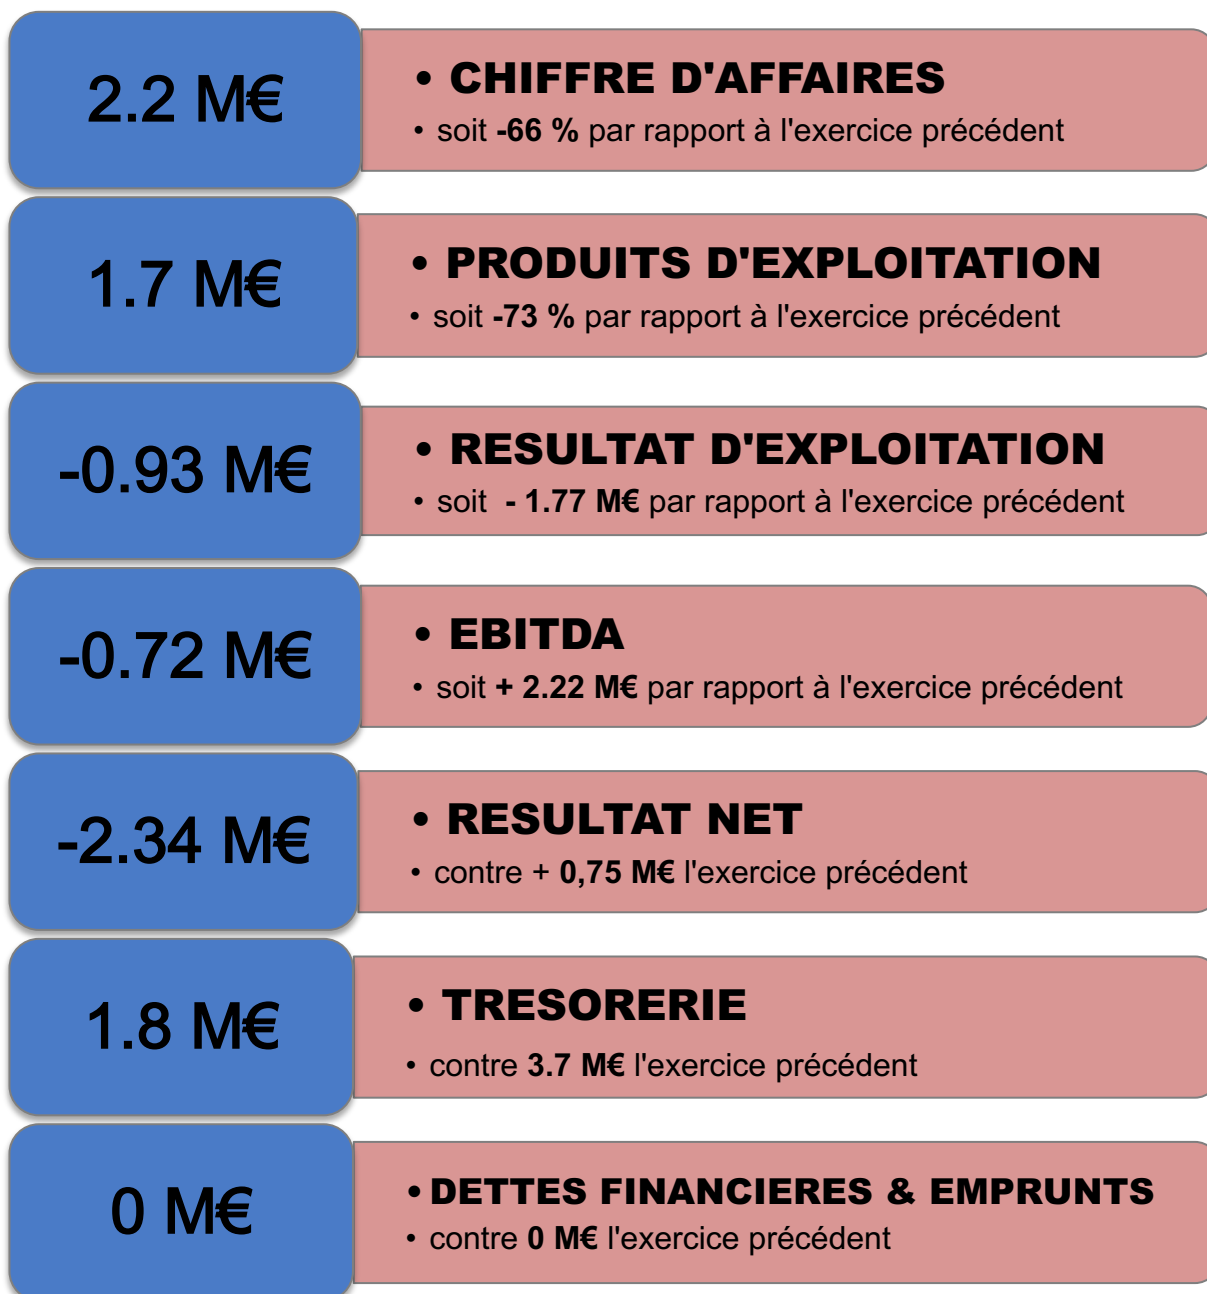 2.2 M€
• CHIFFRE D'AFFAIRES
• soit -66 % par rapport à l'exercice précédent
1.7 M€
• PRODUITS D'EXPLOITATION
• soit -73 % par rapport à l'exercice précédent
-0.93 M€
• RESULTAT D'EXPLOITATION
• soit  - 1.77 M€ par rapport à l'exercice précédent
-0.72 M€
• EBITDA
• soit + 2.22 M€ par rapport à l'exercice précédent
-2.34 M€
• RESULTAT NET
• contre + 0,75 M€ l'exercice précédent
1.8 M€
• TRESORERIE
• contre 3.7 M€ l'exercice précédent
0 M€
• DETTES FINANCIERES & EMPRUNTS
• contre 0 M€ l'exercice précédent